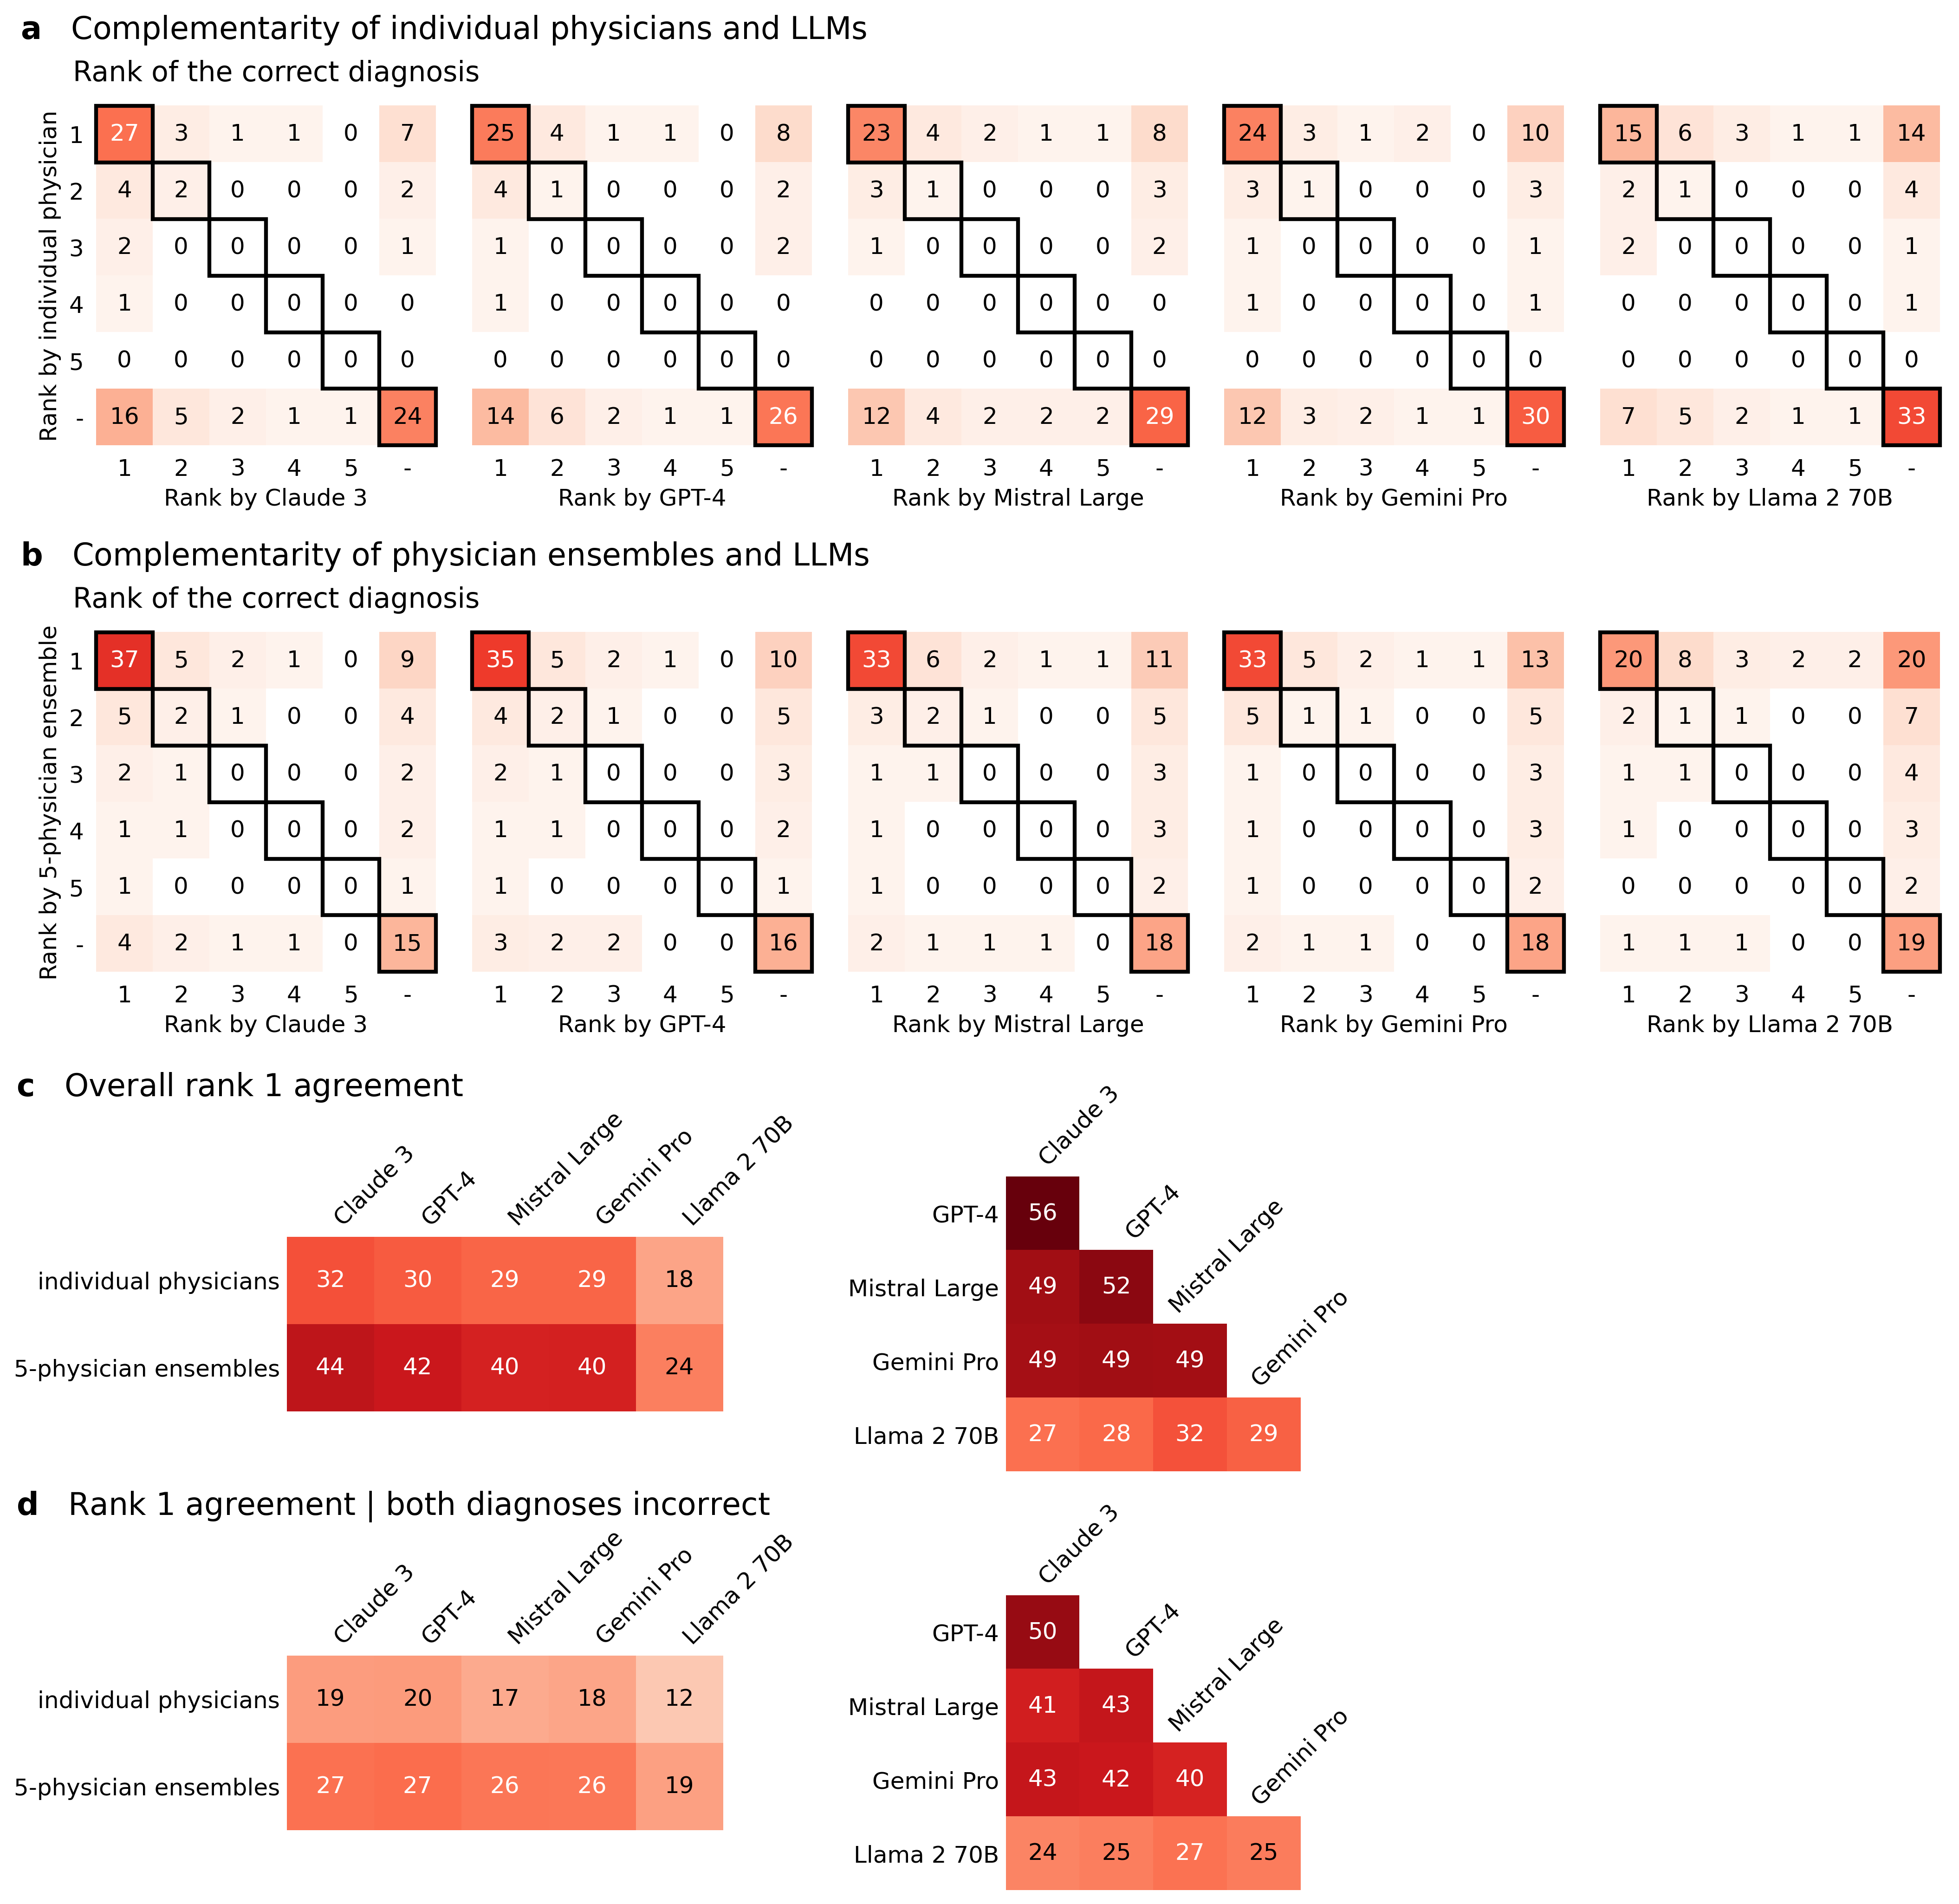 a Complementarity of individual physicians and LLMs
Rank of the correct diagnosis
Rank by individual physician
1 27 3 1 1 0 7 25 4 1 1 0 8 23 4 2 1 1 8 24 3 1 2 0 10 15 6 3 1 1 14
2 4 2 0 0 0 2 4 1 0 0 0 2 3 1 0 0 0 3 3 1 0 0 0 3 2 1 0 0 0 4
3 2 0 0 0 0 1 1 0 0 0 0 2 1 0 0 0 0 2 1 0 0 0 0 1 2 0 0 0 0 1
4 1 0 0 0 0 0 1 0 0 0 0 0 0 0 0 0 0 0 1 0 0 0 0 1 0 0 0 0 0 1
5 0 0 0 0 0 0 0 0 0 0 0 0 0 0 0 0 0 0 0 0 0 0 0 0 0 0 0 0 0 0
- 16 5 2 1 1 24 14 6 2 1 1 26 12 4 2 2 2 29 12 3 2 1 1 30 7 5 2 1 1 33
1 2 3 4 5 - 1 2 3 4 5 - 1 2 3 4 5 - 1 2 3 4 5 - 1 2 3 4 5 -
Rank by Claude 3 Rank by GPT-4 Rank by Mistral Large Rank by Gemini Pro Rank by Llama 2 70B
b Complementarity of physician ensembles and LLMs
Rank of the correct diagnosis
Rank by 5-physician ensemble
1 37 5 2 1 0 9 35 5 2 1 0 10 33 6 2 1 1 11 33 5 2 1 1 13 20 8 3 2 2 20
2 5 2 1 0 0 4 4 2 1 0 0 5 3 2 1 0 0 5 5 1 1 0 0 5 2 1 1 0 0 7
3 2 1 0 0 0 2 2 1 0 0 0 3 1 1 0 0 0 3 1 0 0 0 0 3 1 1 0 0 0 4
4 1 1 0 0 0 2 1 1 0 0 0 2 1 0 0 0 0 3 1 0 0 0 0 3 1 0 0 0 0 3
5 1 0 0 0 0 1 1 0 0 0 0 1 1 0 0 0 0 2 1 0 0 0 0 2 0 0 0 0 0 2
- 4 2 1 1 0 15 3 2 2 0 0 16 2 1 1 1 0 18 2 1 1 0 0 18 1 1 1 0 0 19
1 2 3 4 5 - 1 2 3 4 5 - 1 2 3 4 5 - 1 2 3 4 5 - 1 2 3 4 5 -
Rank by Claude 3 Rank by GPT-4 Rank by Mistral Large Rank by Gemini Pro Rank by Llama 2 70B
c Overall rank 1 agreement
Claude 3 GPT-4 Mistral Large Gemini Pro Llama 2 70B
individual physicians 32 30 29 29 18
5-physician ensembles 44 42 40 40 24
Claude 3
GPT-4 56 GPT-4
Mistral Large 49 52 Mistral Large
Gemini Pro 49 49 49 Gemini Pro
Llama 2 70B 27 28 32 29
d Rank 1 agreement | both diagnoses incorrect
Claude 3 GPT-4 Mistral Large Gemini Pro Llama 2 70B
individual physicians 19 20 17 18 12
5-physician ensembles 27 27 26 26 19
Claude 3
GPT-4 50 GPT-4
Mistral Large 41 43 Mistral Large
Gemini Pro 43 42 40 Gemini Pro
Llama 2 70B 24 25 27 25